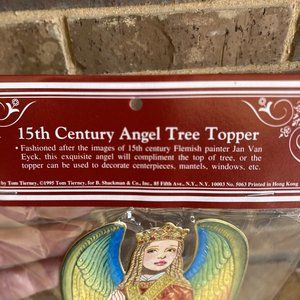 15th Century Angel Tree Topper
• Fashioned after the images of 15th century Flemish painter Jan Van
Eyck, this exquisite angel will compliment the top of tree, or the
topper can be used to decorate centerpieces, mantels, windows, etc.
by Tom Tierney. ©1995 Tom Tierney, for B. Shackman & Co., Inc., 85 Fifth Ave., N.Y., N.Y. 10003 No. 5063 Printed in Hong Kong